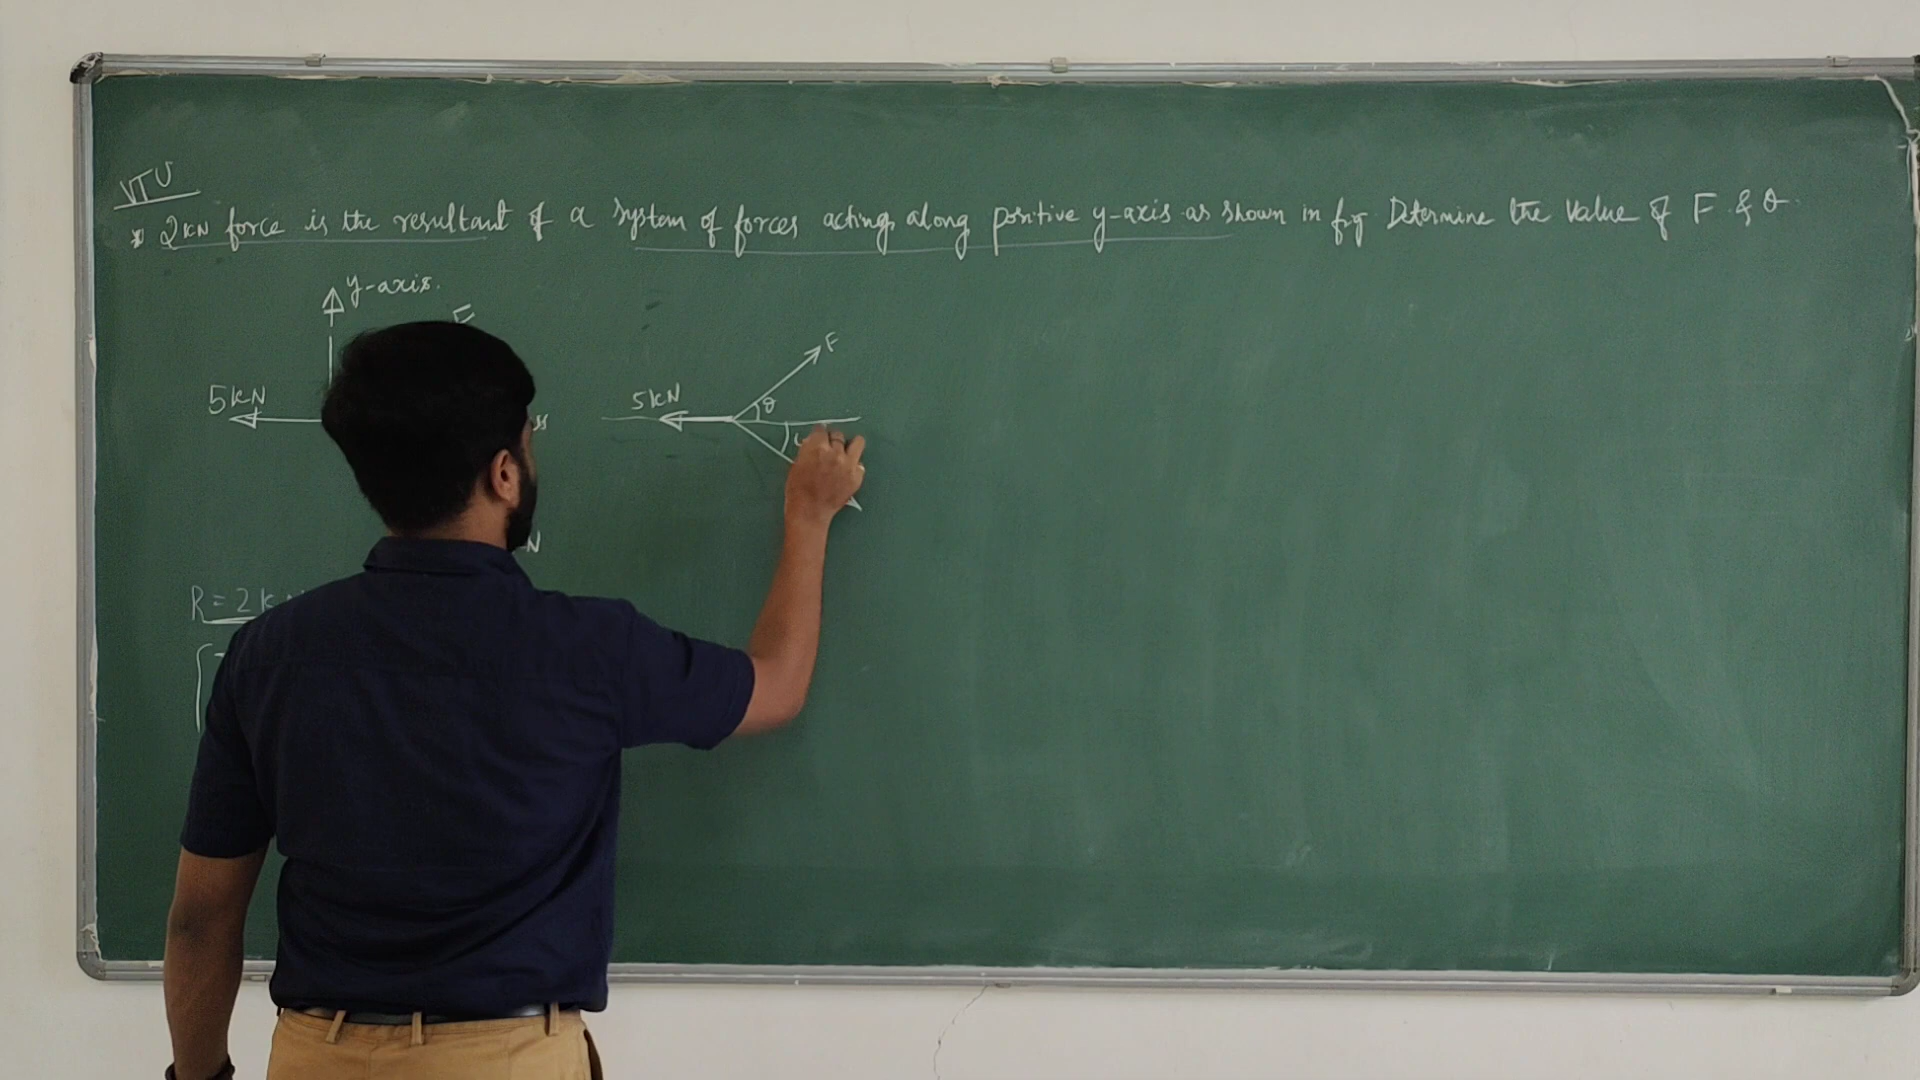 VTU
* 2kN force is the resultant of a system of forces acting along positive y-axis as shown in fig. Determine the value of F & θ.
y-axis.
F
5kN
5kN
F
θ
N
R = 2k